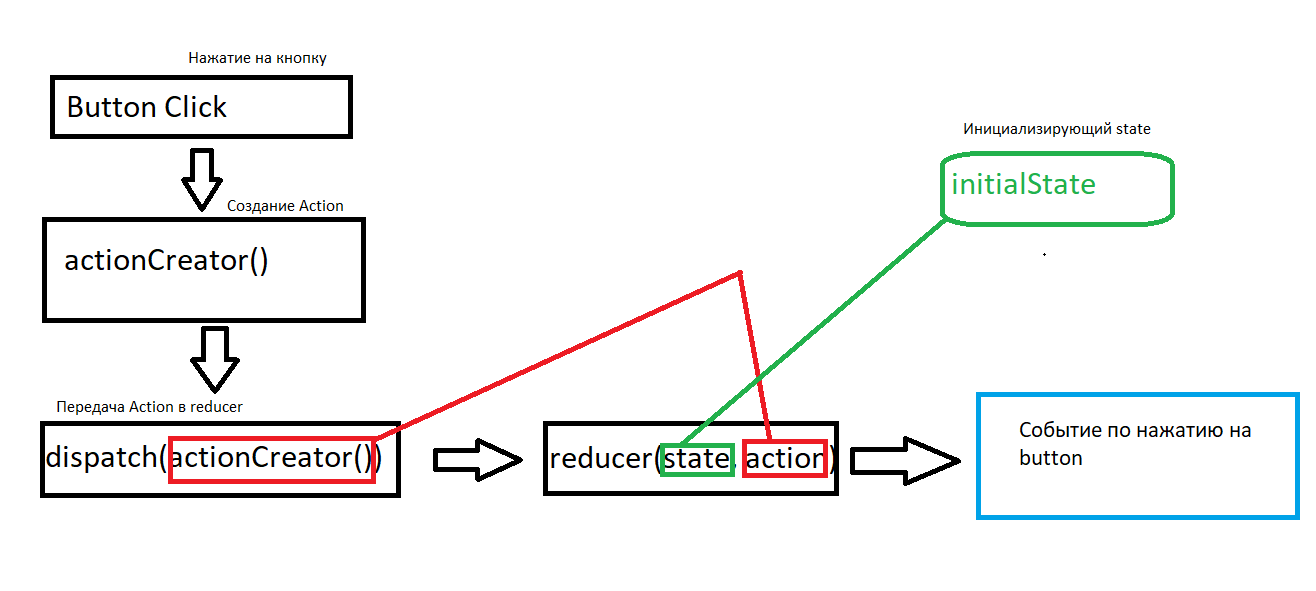 Нажатие на кнопку
Button Click
Создание Action
actionCreator()
Передача Action в reducer
dispatch(actionCreator())
Инициализирующий state
initialState
reducer(state, action)
Событие по нажатию на
button